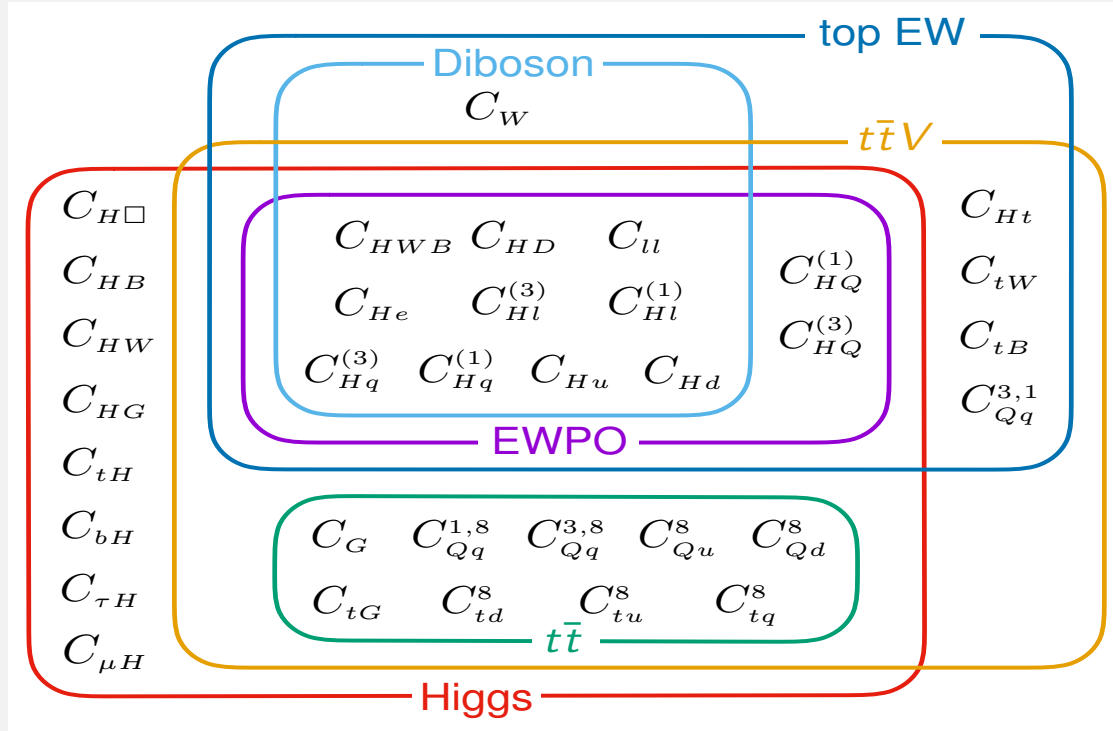 top EW
Diboson
C_W
tt̄V
C_{H□}
C_{Ht}
C_{HWB} C_{HD} C_{ll}
C_{HB}
C_{HQ}^{(1)}
C_{tW}
C_{He} C_{Hl}^{(3)} C_{Hl}^{(1)}
C_{HW}
C_{HQ}^{(3)}
C_{tB}
C_{Hq}^{(3)} C_{Hq}^{(1)} C_{Hu} C_{Hd}
C_{HG}
C_{Qq}^{3,1}
EWPO
C_{tH}
C_{bH}
C_G C_{Qq}^{1,8} C_{Qq}^{3,8} C_{Qu}^{8} C_{Qd}^{8}
C_{τH}
C_{tG} C_{td}^{8} C_{tu}^{8} C_{tq}^{8}
tt̄
C_{μH}
Higgs